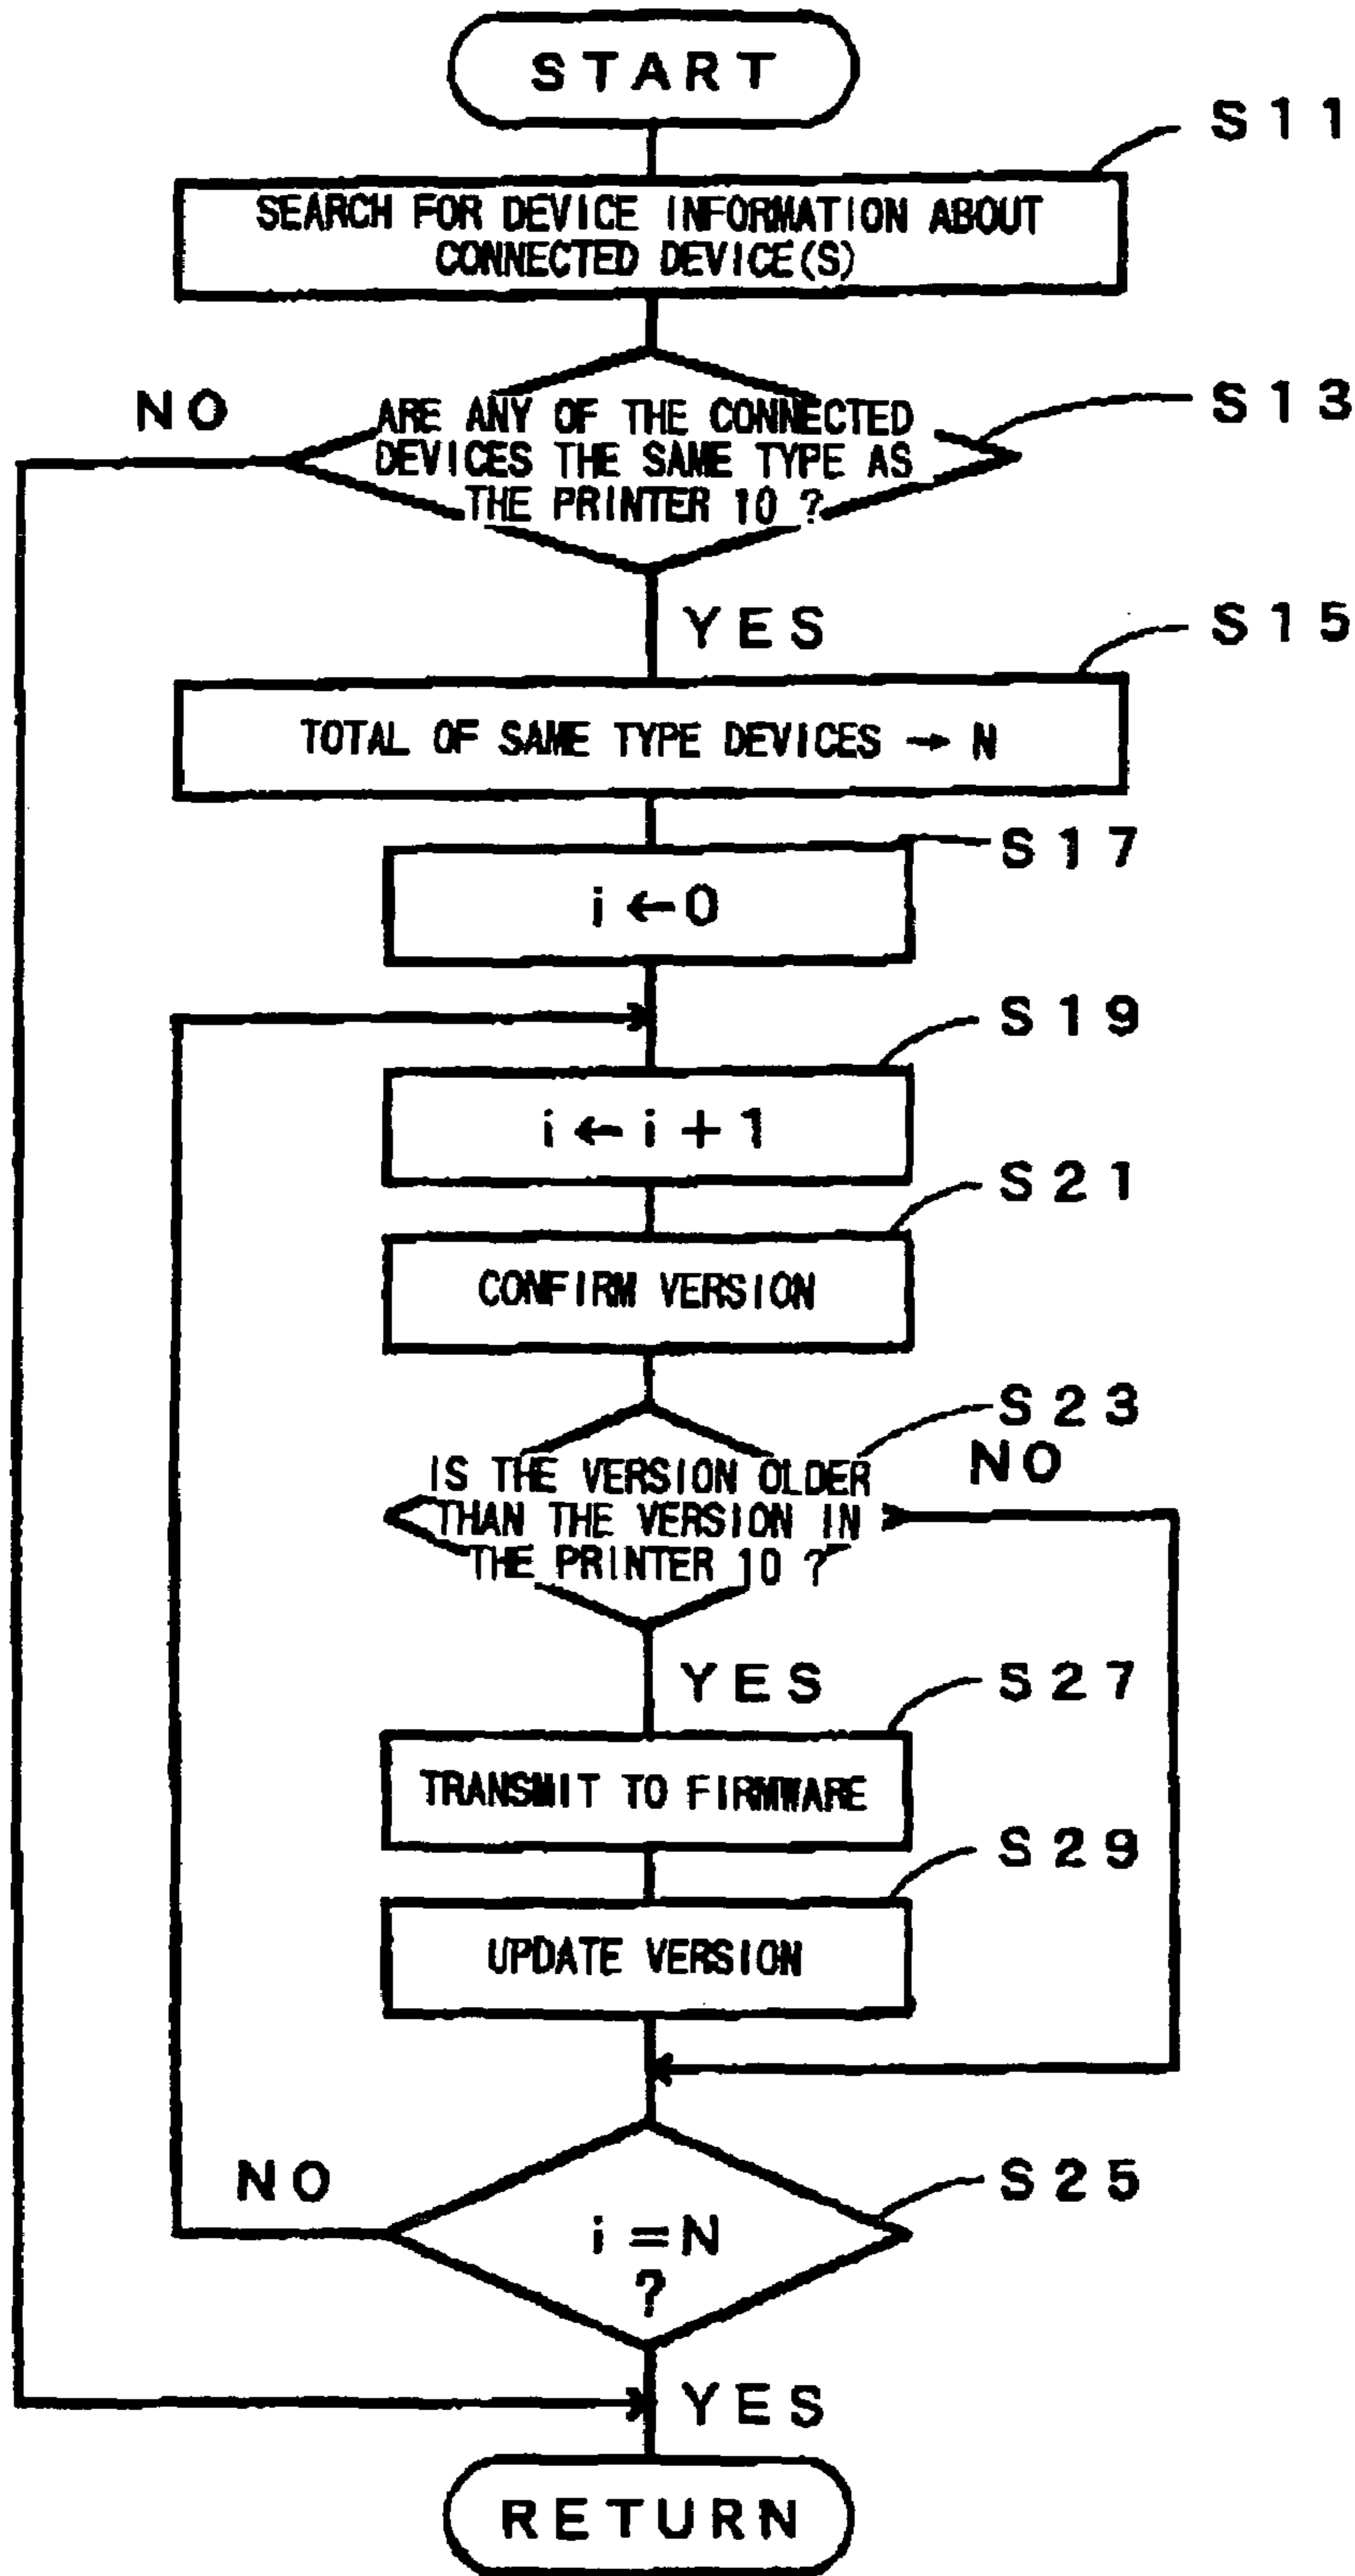 START
S11
SEARCH FOR DEVICE INFORMATION ABOUT
CONNECTED DEVICE(S)
NO
S13
ARE ANY OF THE CONNECTED
DEVICES THE SAME TYPE AS
THE PRINTER 10 ?
YES
S15
TOTAL OF SAME TYPE DEVICES → N
S17
i ← 0
S19
i ← i + 1
S21
CONFIRM VERSION
S23
NO
IS THE VERSION OLDER
THAN THE VERSION IN
THE PRINTER 10 ?
YES
S27
TRANSMIT TO FIRMWARE
S29
UPDATE VERSION
NO
S25
i = N
?
YES
RETURN